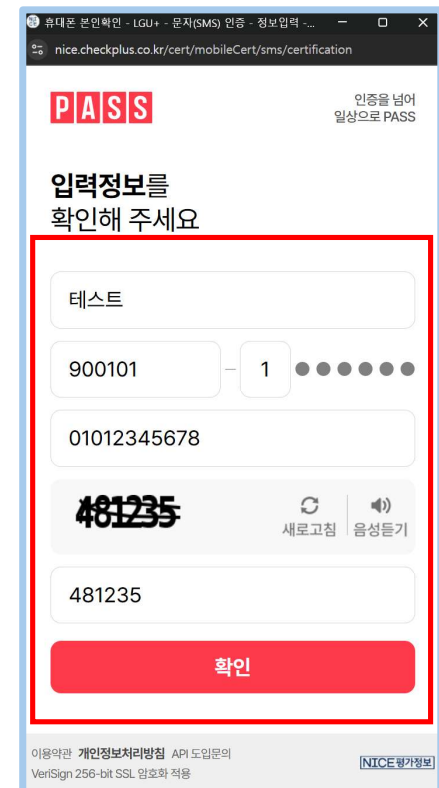 휴대폰 본인확인 - LGU+ - 문자(SMS) 인증 - 정보입력 -...
nice.checkplus.co.kr/cert/mobileCert/sms/certification
PASS
인증을 넘어
일상으로 PASS
입력정보를
확인해 주세요
테스트
900101 - 1 ●●●●●●
01012345678
481235
새로고침 음성듣기
481235
확인
이용약관 개인정보처리방침 API 도입문의
VeriSign 256-bit SSL 암호화 적용
NICE평가정보